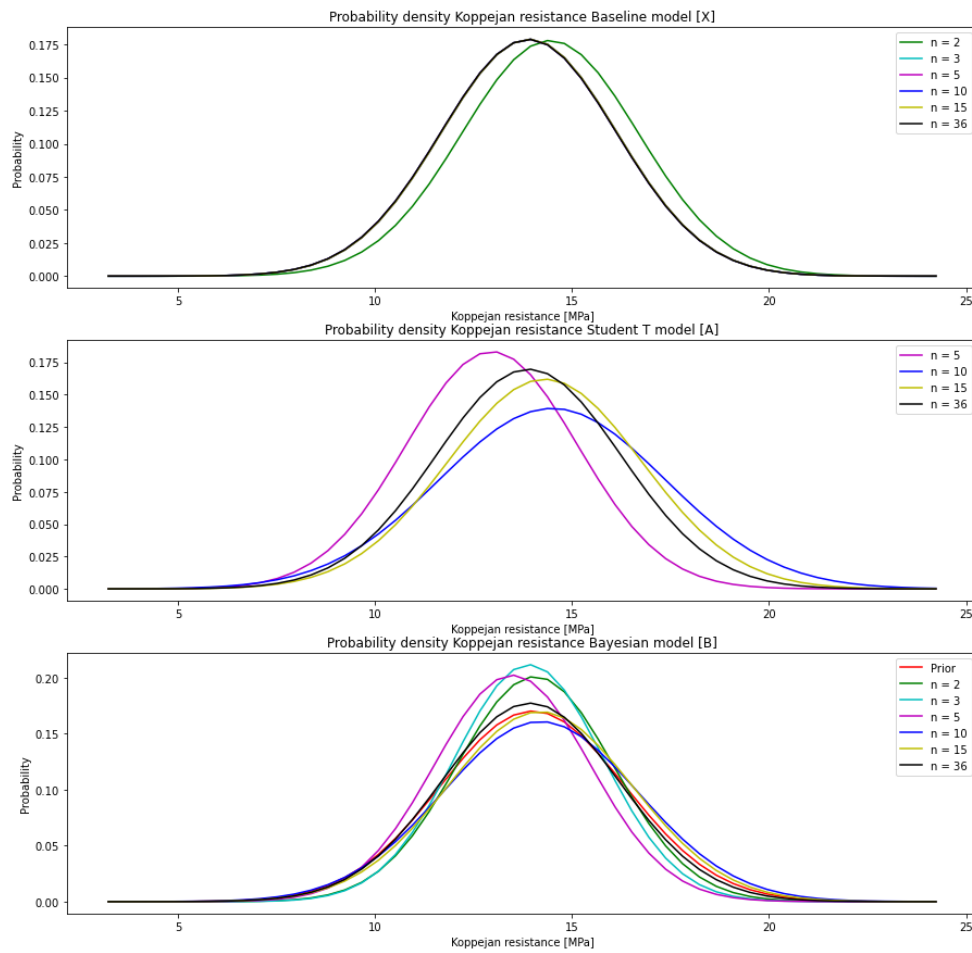 Probability density Koppejan resistance Baseline model [X]
Probability
0.175
0.150
0.125
0.100
0.075
0.050
0.025
0.000
n = 2
n = 3
n = 5
n = 10
n = 15
n = 36
5 10 15 20 25
Koppejan resistance [MPa]
Probability density Koppejan resistance Student T model [A]
Probability
0.175
0.150
0.125
0.100
0.075
0.050
0.025
0.000
n = 5
n = 10
n = 15
n = 36
5 10 15 20 25
Koppejan resistance [MPa]
Probability density Koppejan resistance Bayesian model [B]
Probability
0.20
0.15
0.10
0.05
0.00
Prior
n = 2
n = 3
n = 5
n = 10
n = 15
n = 36
5 10 15 20 25
Koppejan resistance [MPa]